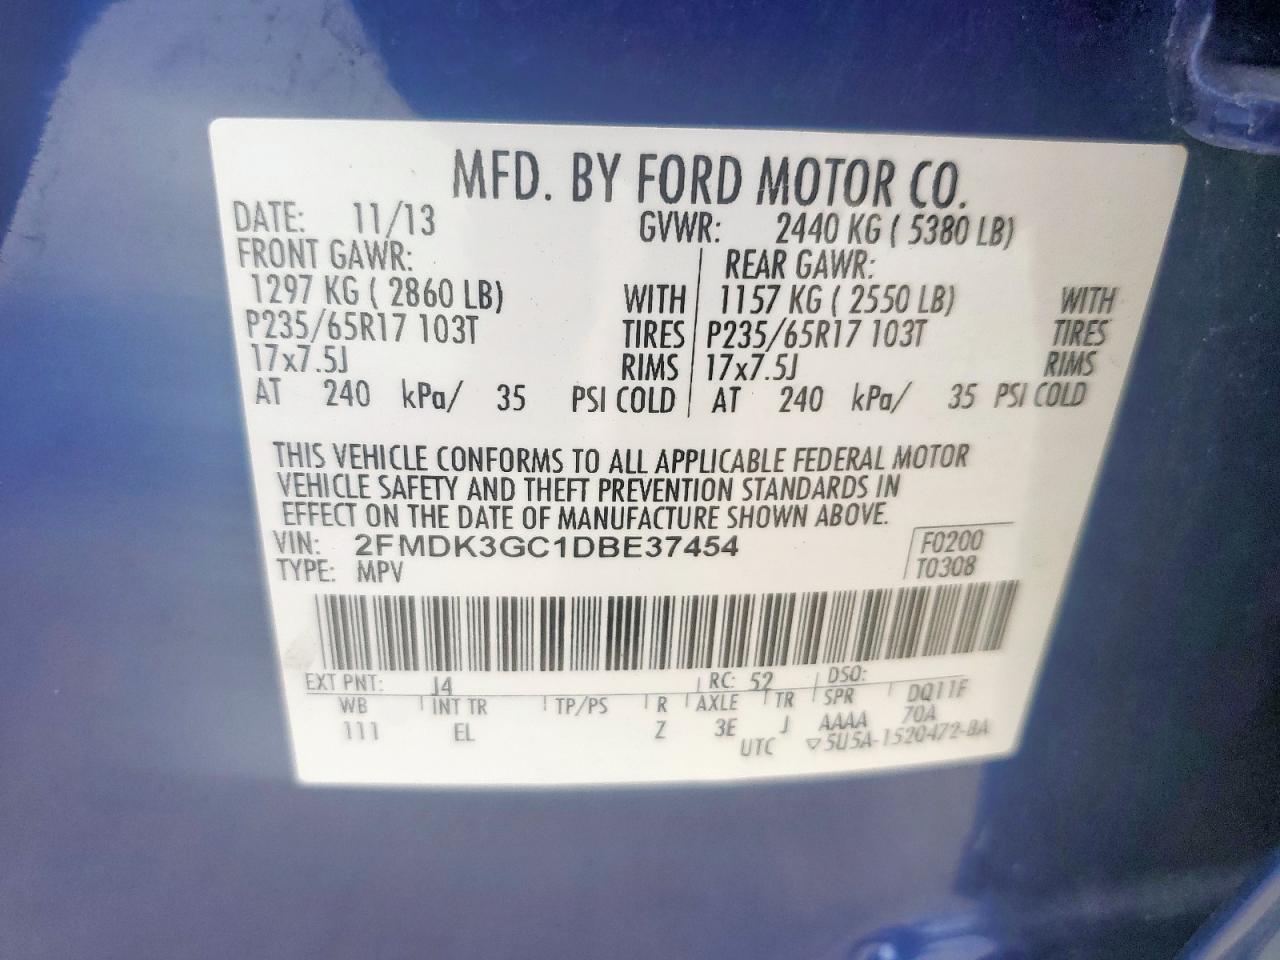 MFD. BY FORD MOTOR CO.
DATE: 11/13 GVWR: 2440 KG ( 5380 LB)
FRONT GAWR: REAR GAWR:
1297 KG ( 2860 LB) WITH 1157 KG ( 2550 LB) WITH
P235/65R17 103T TIRES P235/65R17 103T TIRES
17x7.5J RIMS 17x7.5J RIMS
AT 240 kPa/ 35 PSI COLD AT 240 kPa/ 35 PSI COLD
THIS VEHICLE CONFORMS TO ALL APPLICABLE FEDERAL MOTOR
VEHICLE SAFETY AND THEFT PREVENTION STANDARDS IN
EFFECT ON THE DATE OF MANUFACTURE SHOWN ABOVE.
VIN: 2FMDK3GC1DBE37454 F0200
TYPE: MPV T0308
EXT PNT: J4 RC: 52 DSO:
WB INT TR TP/PS R AXLE TR SPR DQ11F
111 EL Z 3E J AAAA 70A
UTC ▽5U5A-1520472-BA